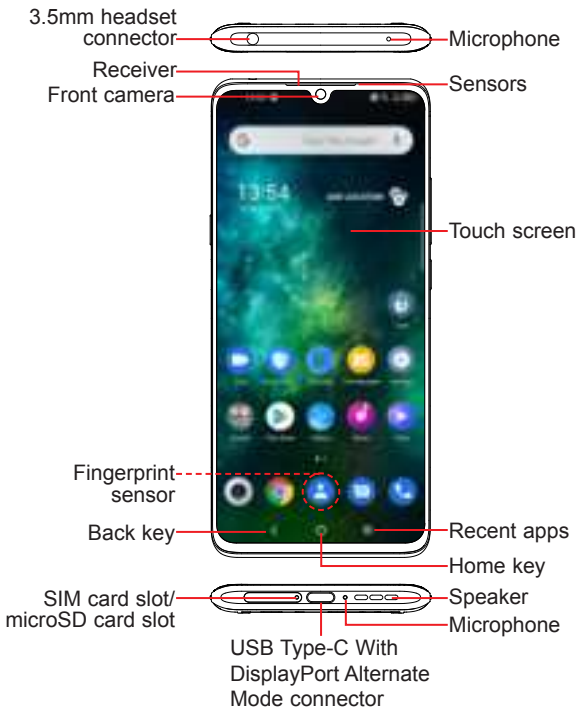 3.5mm headset
connector
Microphone
Receiver
Sensors
Front camera
13:54
Touch screen
Fingerprint
sensor
Back key
Recent apps
Home key
SIM card slot/
microSD card slot
Speaker
Microphone
USB Type-C With
DisplayPort Alternate
Mode connector